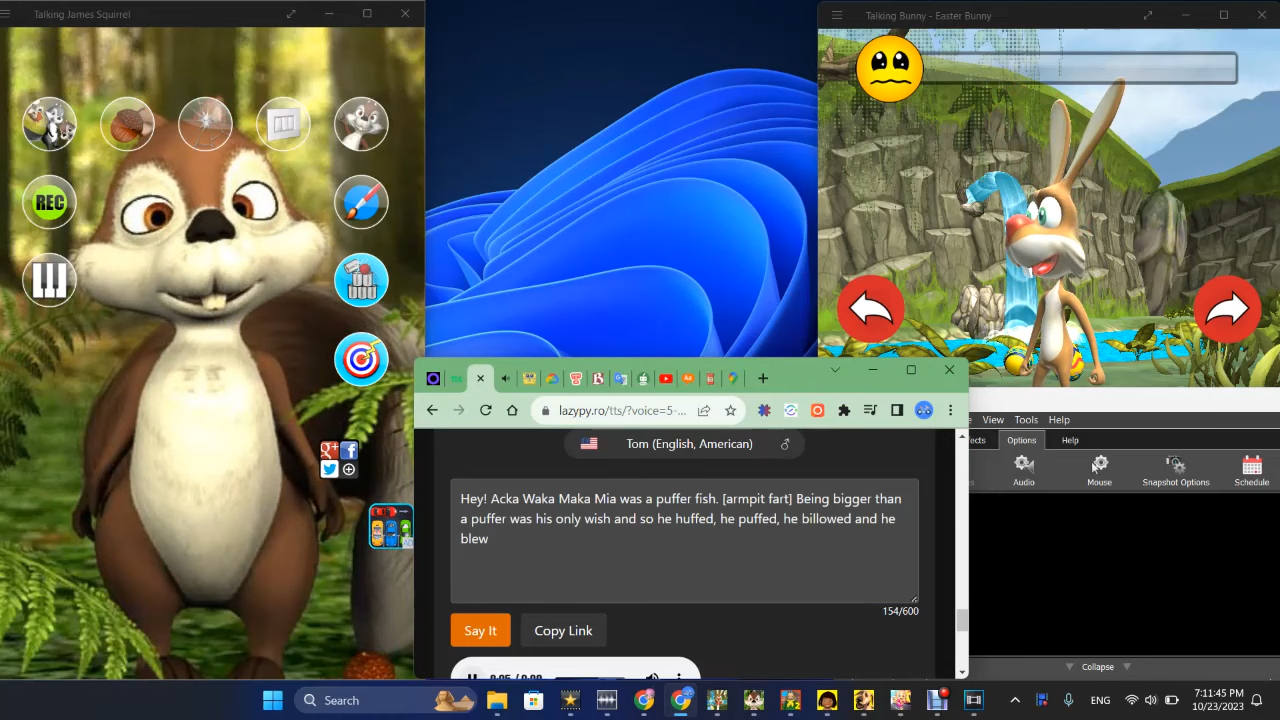 Talking James Squirrel
Talking Bunny - Easter Bunny
REC
lazypy.ro/tts/?voice=5-...
Tom (English, American)
Hey! Acka Waka Maka Mia was a puffer fish. [armpit fart] Being bigger than
a puffer was his only wish and so he huffed, he puffed, he billowed and he
blew
154/600
Say It
Copy Link
View Tools Help
Options Help
Audio Mouse Snapshot Options Schedule
Collapse
Search
ENG
7:11:45 PM
10/23/2023